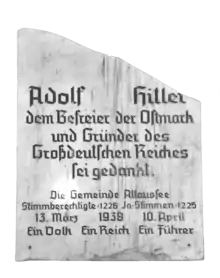 Adolf Hitler
dem Befreier der Ostmark
und Gründer des
Großdeutschen Reiches
sei gedankt.
Die Gemeinde Altaussee
Stimmberechtigte 1226 Ja-Stimmen 1225
13. März 1938 10. April
Ein Volk Ein Reich Ein Führer